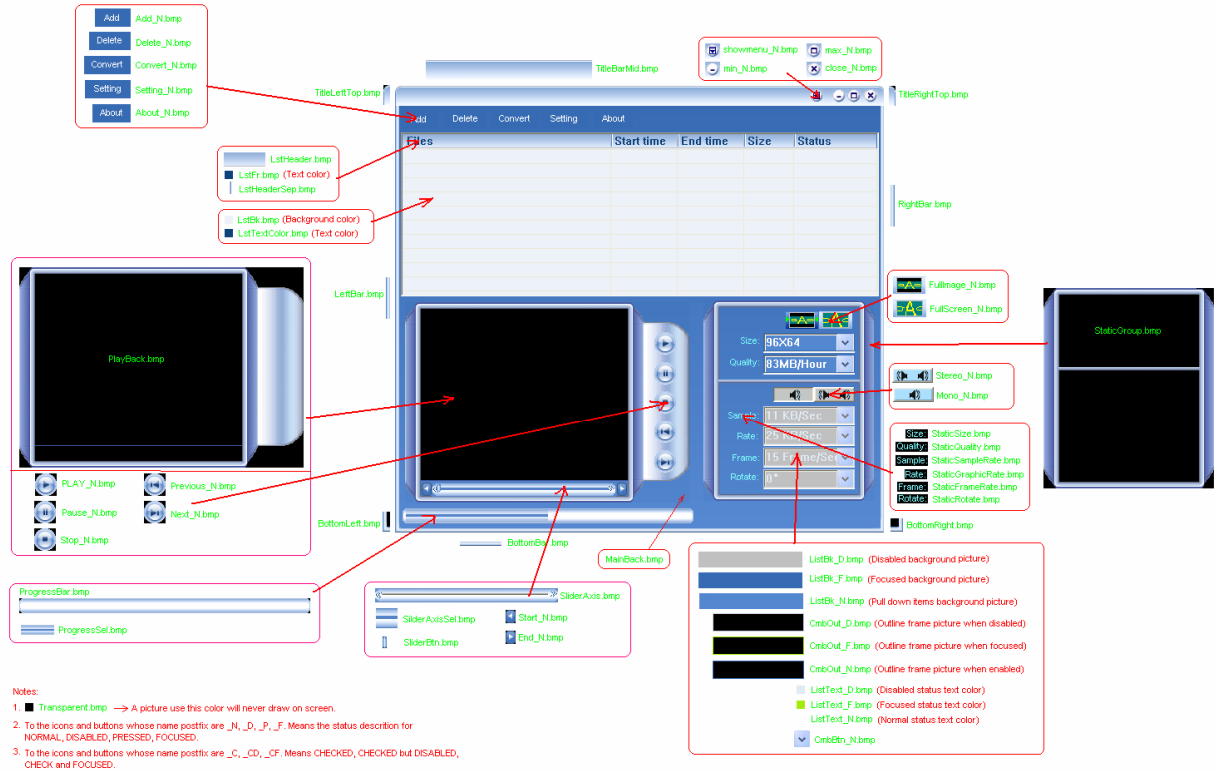 Add Add_N.bmp
Delete Delete_N.bmp
Convert Convert_N.bmp
Setting Setting_N.bmp
About About_N.bmp
showmenu_N.bmp max_N.bmp
min_N.bmp close_N.bmp
TitleBarMid.bmp
TitleLeftTop.bmp
TitleRightTop.bmp
Add Delete Convert Setting About
Files Start time End time Size Status
LstHeader.bmp
LstFr.bmp (Text color)
LstHeaderSep.bmp
LstBk.bmp (Background color)
LstTextColor.bmp (Text color)
RightBar.bmp
LeftBar.bmp
PlayBack.bmp
PLAY_N.bmp Previous_N.bmp
Pause_N.bmp Next_N.bmp
Stop_N.bmp
A
A
Size: 96X64
Quality: 83MB/Hour
Sample: 11 KB/Sec
Rate: 25 KB/Sec
Frame: 15 Frame/Sec
Rotate: 0°
A FullImage_N.bmp
A FullScreen_N.bmp
StaticGroup.bmp
Stereo_N.bmp
Mono_N.bmp
Size: StaticSize.bmp
Quality: StaticQuality.bmp
Sample: StaticSampleRate.bmp
Rate: StaticGraphicRate.bmp
Frame: StaticFrameRate.bmp
Rotate: StaticRotate.bmp
BottomLeft.bmp
BottomRight.bmp
BottomBar.bmp
MainBack.bmp
ProgressBar.bmp
ProgressSel.bmp
SliderAxis.bmp
SilderAxisSel.bmp Start_N.bmp
SliderBtn.bmp End_N.bmp
ListBk_D.bmp (Disabled background picture)
ListBk_F.bmp (Focused background picture)
ListBk_N.bmp (Pull down items background picture)
CmbOut_D.bmp (Outline frame picture when disabled)
CmbOut_F.bmp (Outline frame picture when focused)
CmbOut_N.bmp (Outline frame picture when enabled)
ListText_D.bmp (Disabled status text color)
ListText_F.bmp (Focused status text color)
ListText_N.bmp (Normal status text color)
CmbBtn_N.bmp
Notes:
1. Transparent.bmp A picture use this color will never draw on screen.
2. To the icons and buttons whose name postfix are _N, _D, _P, _F. Means the status descrition for
NORMAL, DISABLED, PRESSED, FOCUSED.
3. To the icons and buttons whose name postfix are _C, _CD, _CF. Means CHECKED, CHECKED but DISABLED,
CHECK and FOCUSED.